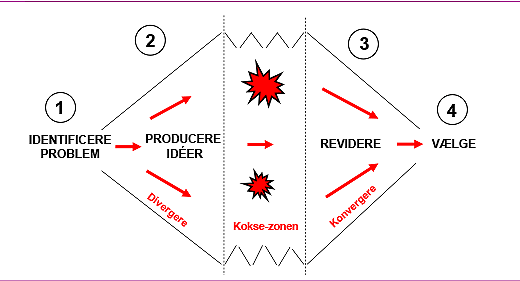 1
IDENTIFICERE
PROBLEM
2
PRODUCERE
IDÉER
Divergere
Kokse-zonen
3
REVIDERE
Konvergere
4
VÆLGE